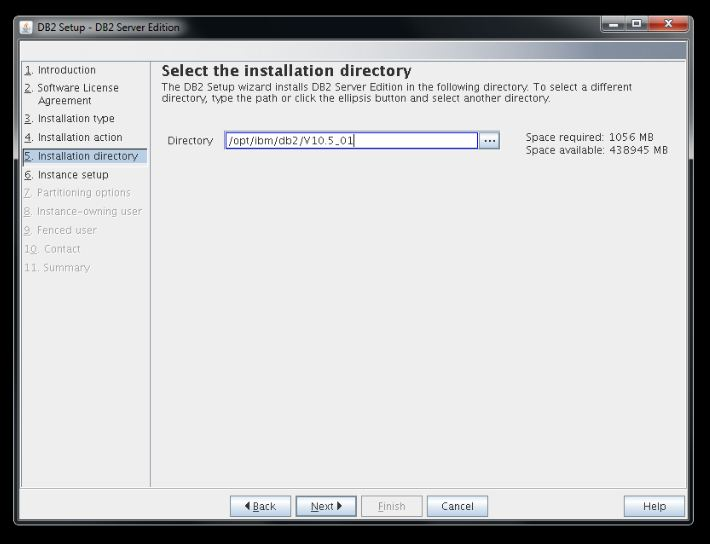 DB2 Setup - DB2 Server Edition
1. Introduction
2. Software License
Agreement
3. Installation type
4. Installation action
5. Installation directory
6. Instance setup
7. Partitioning options
8. Instance-owning user
9. Fenced user
10. Contact
11. Summary
Select the installation directory
The DB2 Setup wizard installs DB2 Server Edition in the following directory. To select a different
directory, type the path or click the ellipsis button and select another directory.
Directory /opt/ibm/db2/V10.5_01 ...
Space required: 1056 MB
Space available: 438945 MB
Back Next Finish Cancel Help